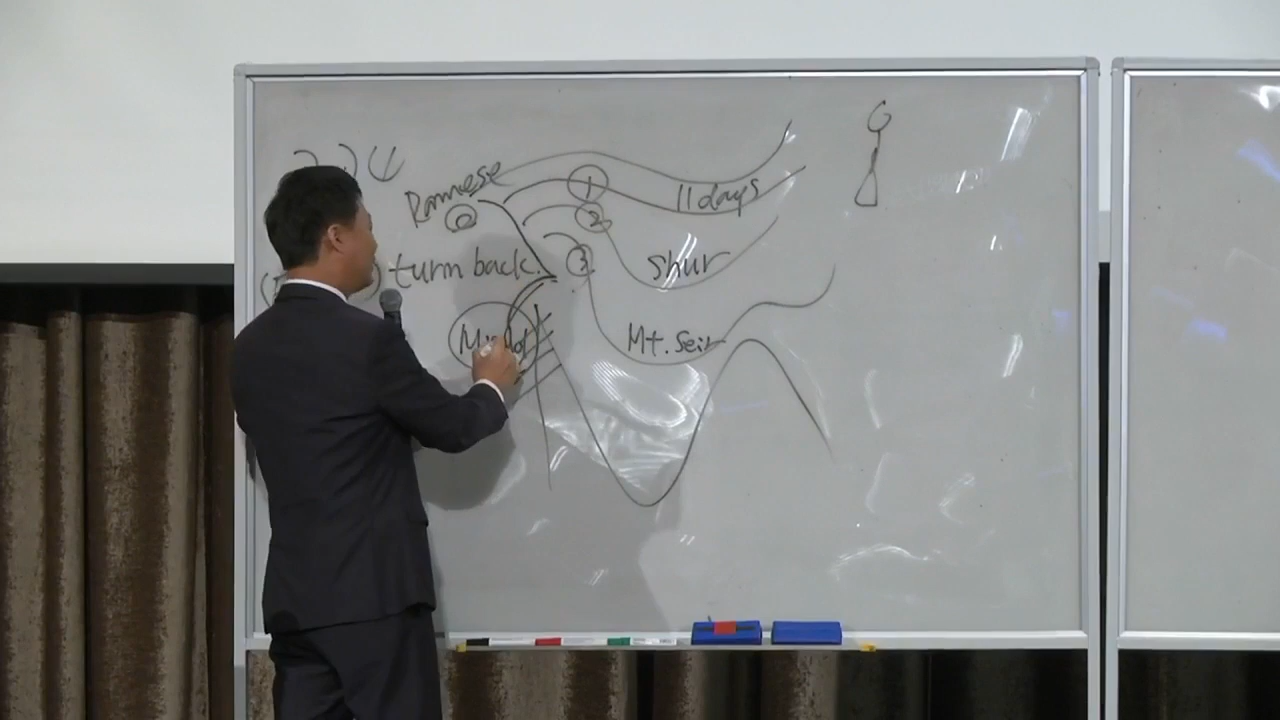 Ramese
①
11 days
②
turn back.
③
shur
Mt. Seir